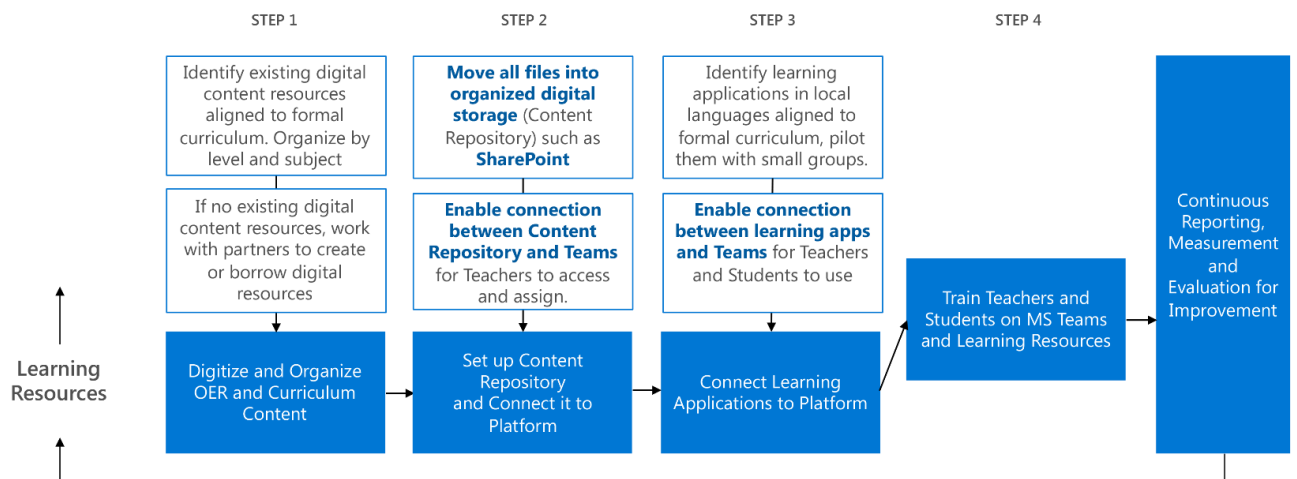 STEP 1
STEP 2
STEP 3
STEP 4
Identify existing digital
content resources
aligned to formal
curriculum. Organize by
level and subject
If no existing digital
content resources, work
with partners to create
or borrow digital
resources
Digitize and Organize
OER and Curriculum
Content
Move all files into
organized digital
storage (Content
Repository) such as
SharePoint
Enable connection
between Content
Repository and Teams
for Teachers to access
and assign.
Set up Content
Repository
and Connect it to
Platform
Identify learning
applications in local
languages aligned to
formal curriculum, pilot
them with small groups.
Enable connection
between learning apps
and Teams for Teachers
and Students to use
Connect Learning
Applications to Platform
Train Teachers and
Students on MS Teams
and Learning Resources
Continuous
Reporting,
Measurement
and
Evaluation for
Improvement
Learning
Resources